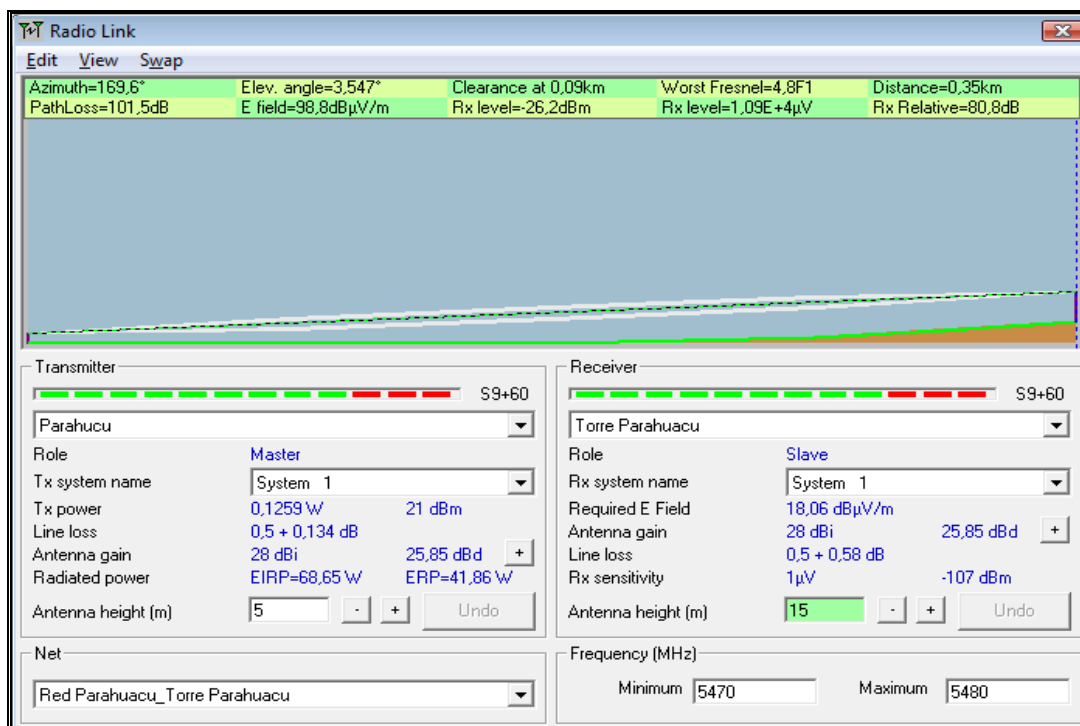 Radio Link
Edit View Swap
Azimuth=169,6° Elev. angle=3,547° Clearance at 0,09km Worst Fresnel=4,8F1 Distance=0,35km
PathLoss=101,5dB E field=98,8dBµV/m Rx level=-26,2dBm Rx level=1,09E+4µV Rx Relative=80,8dB
Transmitter
S9+60
Parahucu
Role Master
Tx system name System 1
Tx power 0,1259 W 21 dBm
Line loss 0,5 + 0,134 dB
Antenna gain 28 dBi 25,85 dBd +
Radiated power EIRP=68,65 W ERP=41,86 W
Antenna height (m) 5 - + Undo
Net
Red Parahuacu_Torre Parahuacu
Receiver
S9+60
Torre Parahuacu
Role Slave
Rx system name System 1
Required E Field 18,06 dBµV/m
Antenna gain 28 dBi 25,85 dBd +
Line loss 0,5 + 0,58 dB
Rx sensitivity 1µV -107 dBm
Antenna height (m) 15 - + Undo
Frequency (MHz)
Minimum 5470 Maximum 5480